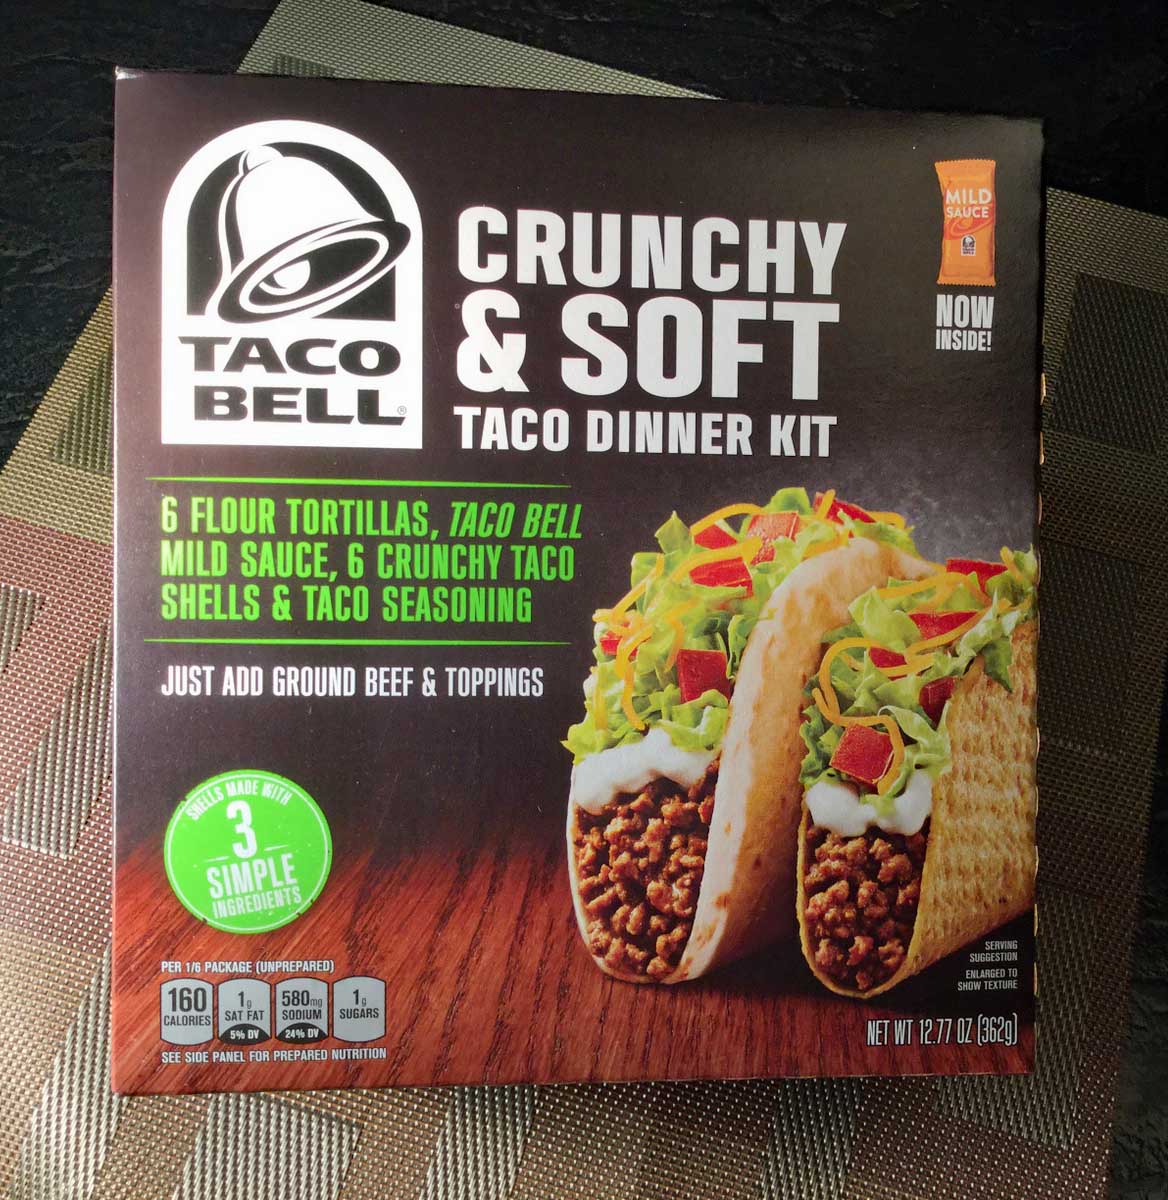 TACO
BELL®
CRUNCHY
& SOFT
TACO DINNER KIT
MILD
SAUCE
TACO
BELL
NOW
INSIDE!
6 FLOUR TORTILLAS, TACO BELL
MILD SAUCE, 6 CRUNCHY TACO
SHELLS & TACO SEASONING
JUST ADD GROUND BEEF & TOPPINGS
SHELLS MADE WITH
3
SIMPLE
INGREDIENTS
PER 1/6 PACKAGE (UNPREPARED)
160
CALORIES
1g
SAT FAT
5% DV
580mg
SODIUM
24% DV
1g
SUGARS
SEE SIDE PANEL FOR PREPARED NUTRITION
SERVING
SUGGESTION
ENLARGED TO
SHOW TEXTURE
NET WT 12.77 OZ (362g)